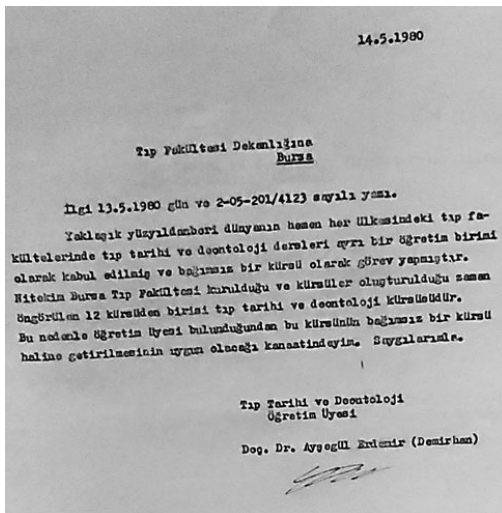 14.5.1980
Tıp Fakültesi Dekanlığına
Bursa
İlgi 13.5.1980 gün ve 2-05-201/4123 sayılı yazı.
Yaklaşık yüzyıldanberi dünyanın hemen her ülkesindeki tıp fa-
kültelerinde tıp tarihi ve deontoloji dersleri ayrı bir öğretim birimi
olarak kabul edilmiş ve bağımsız bir kürsü olarak görev yapmıştır.
Nitekim Bursa Tıp Fakültesi kurulduğu ve kürsüler oluşturulduğu zaman
öngörülen 12 kürsüden birini tıp tarihi ve deontoloji kürsüsüdür.
Bu nedenle öğretim üyesi bulunduğundan bu kürsünün bağımsız bir kürsü
haline getirilmesinin uygun olacağı kanaatindeyim. Saygılarımla.
Tıp Tarihi ve Deontoloji
Öğretim Üyesi
Doç. Dr. Ayşegül Erdemir (Demirhan)